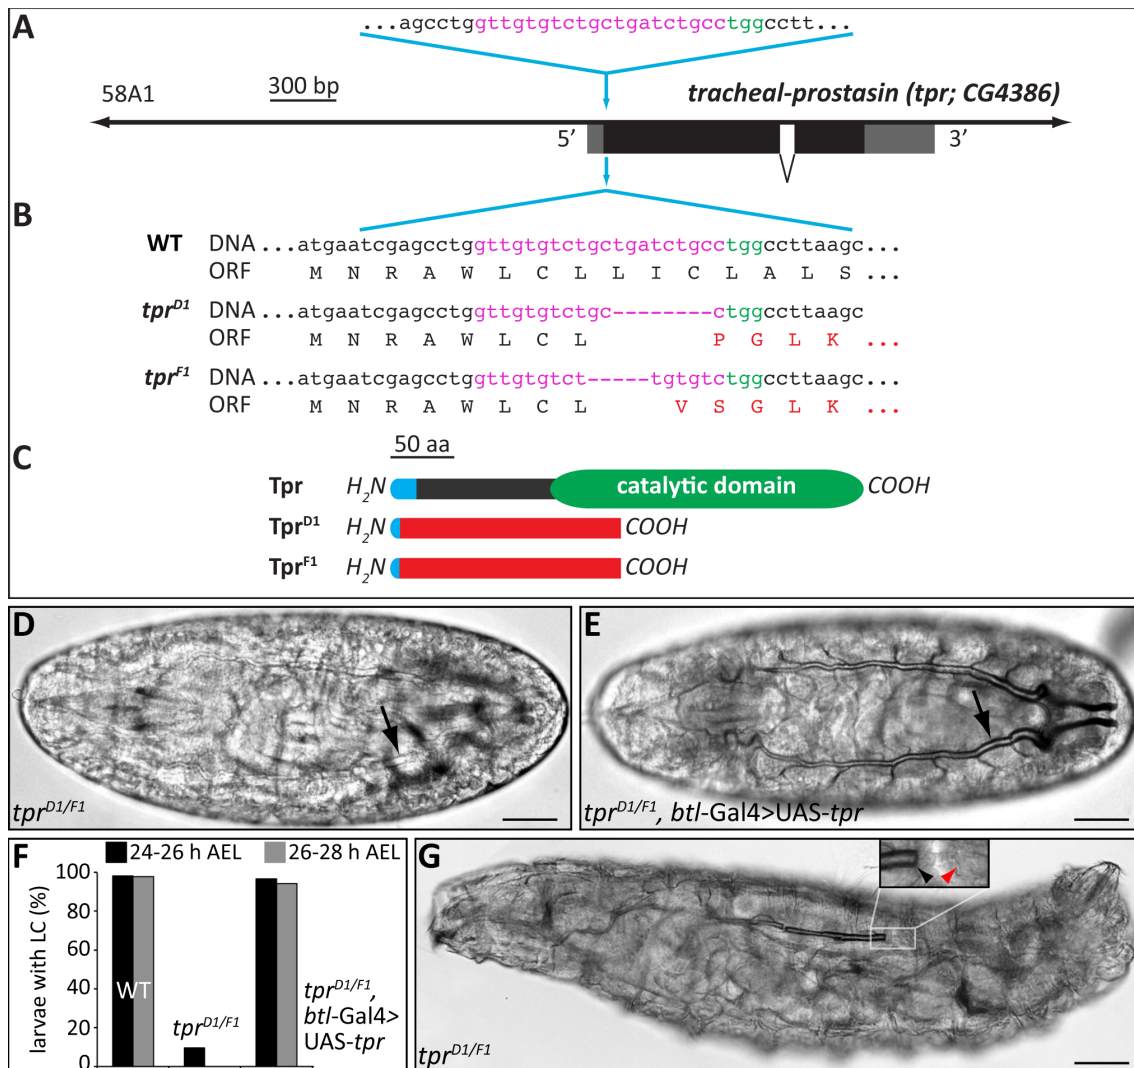 A
...agcctggttgtgtctgctgatctgcctggcctt...
58A1
300 bp
tracheal-prostasin (tpr; CG4386)
5’
3’
B
WT DNA ...atgaatcgagcctggttgtgtctgctgatctgcctggccttaagc...
ORF M N R A W L C L L I C L A L S ...
tprD1 DNA ...atgaatcgagcctggttgtgtctgc--------ctggccttaagc
ORF M N R A W L C L P G L K ...
tprF1 DNA ...atgaatcgagcctggttgtgtct-----tgtgtctggccttaagc...
ORF M N R A W L C L V S G L K ...
C
50 aa
Tpr H2N catalytic domain COOH
TprD1 H2N COOH
TprF1 H2N COOH
D
tprD1/F1
E
tprD1/F1, btl-Gal4>UAS-tpr
F
24-26 h AEL 26-28 h AEL
larvae with LC (%)
100
80
60
40
20
0
WT
tprD1/F1
tprD1/F1,
btl-Gal4>
UAS-tpr
G
tprD1/F1